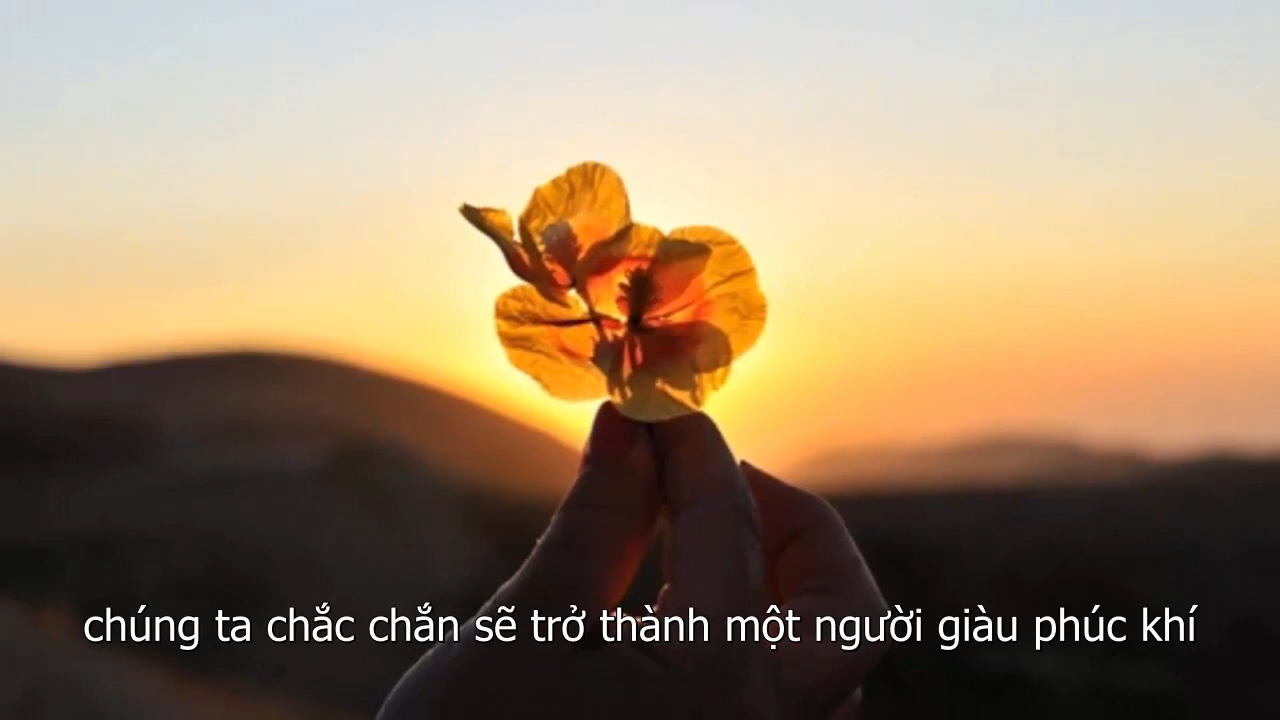 chúng ta chắc chắn sẽ trở thành một người giàu phúc khí